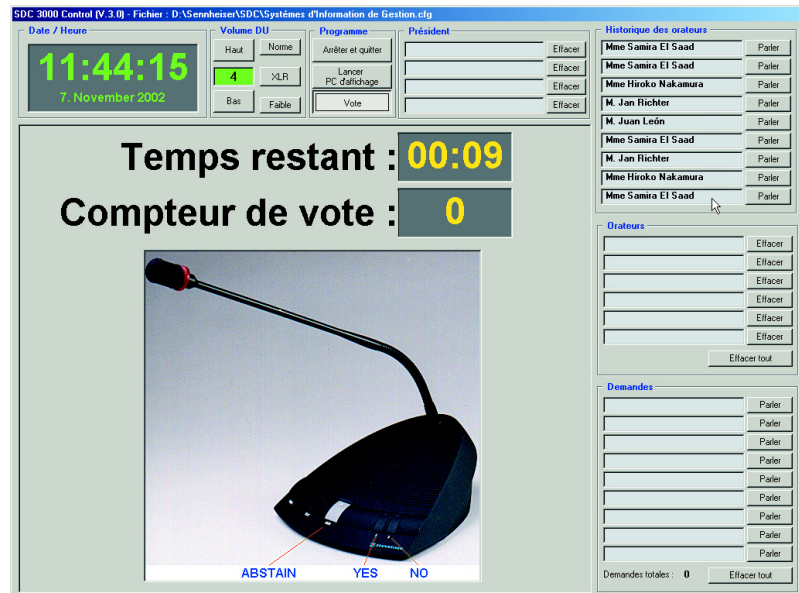 SDC 3000 Control (V.3.0) - Fichier : D:\Sennheiser\SDC\Systémes d'Information de Gestion.cfg
Date / Heure
11:44:15
7. November 2002
Volume DU
Haut
Norme
4
XLR
Bas
Faible
Programme
Arrêter et quitter
Lancer
PC d'affichage
Vote
Président
Effacer
Effacer
Effacer
Effacer
Temps restant : 00:09
Compteur de vote : 0
ABSTAIN YES NO
Historique des orateurs
Mme Samira El Saad Parler
Mme Samira El Saad Parler
Mme Hiroko Nakamura Parler
M. Jan Richter Parler
M. Juan León Parler
Mme Samira El Saad Parler
M. Jan Richter Parler
Mme Hiroko Nakamura Parler
Mme Samira El Saad Parler
Orateurs
Effacer
Effacer
Effacer
Effacer
Effacer
Effacer
Effacer tout
Demandes
Parler
Parler
Parler
Parler
Parler
Parler
Parler
Parler
Parler
Demandes totales : 0 Effacer tout